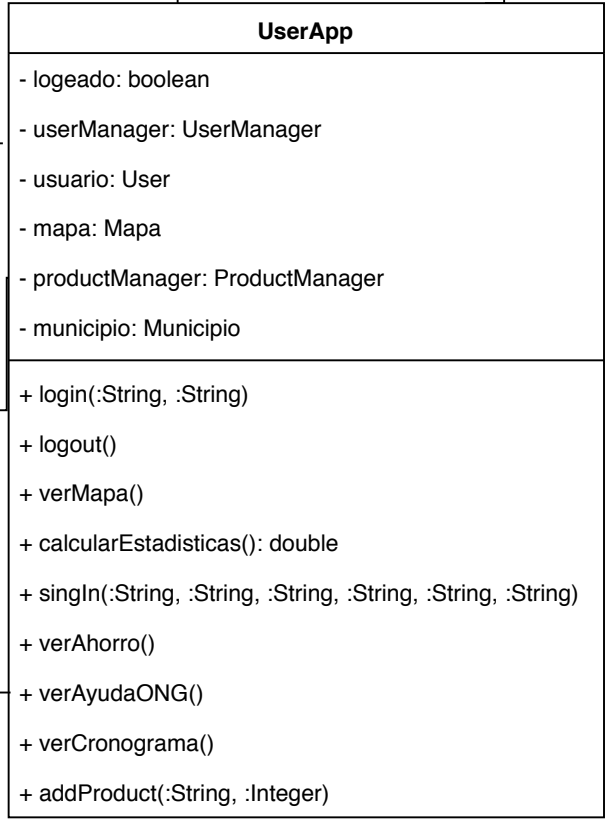 UserApp
- logeado: boolean
- userManager: UserManager
- usuario: User
- mapa: Mapa
- productManager: ProductManager
- municipio: Municipio
+ login(:String, :String)
+ logout()
+ verMapa()
+ calcularEstadisticas(): double
+ singIn(:String, :String, :String, :String, :String, :String)
+ verAhorro()
+ verAyudaONG()
+ verCronograma()
+ addProduct(:String, :Integer)